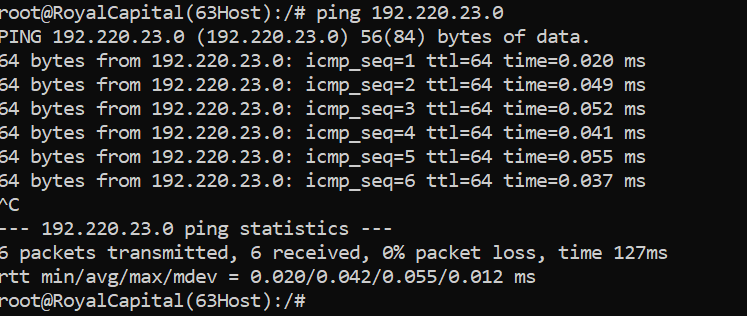 root@RoyalCapital(63Host):/# ping 192.220.23.0
PING 192.220.23.0 (192.220.23.0) 56(84) bytes of data.
64 bytes from 192.220.23.0: icmp_seq=1 ttl=64 time=0.020 ms
64 bytes from 192.220.23.0: icmp_seq=2 ttl=64 time=0.049 ms
64 bytes from 192.220.23.0: icmp_seq=3 ttl=64 time=0.052 ms
64 bytes from 192.220.23.0: icmp_seq=4 ttl=64 time=0.041 ms
64 bytes from 192.220.23.0: icmp_seq=5 ttl=64 time=0.055 ms
64 bytes from 192.220.23.0: icmp_seq=6 ttl=64 time=0.037 ms
^C
--- 192.220.23.0 ping statistics ---
6 packets transmitted, 6 received, 0% packet loss, time 127ms
rtt min/avg/max/mdev = 0.020/0.042/0.055/0.012 ms
root@RoyalCapital(63Host):/#